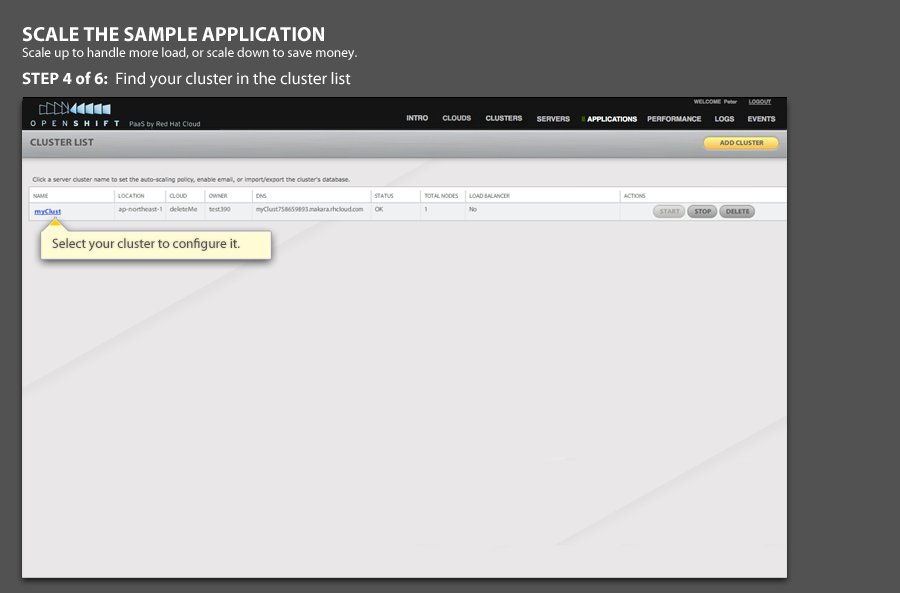 SCALE THE SAMPLE APPLICATION
Scale up to handle more load, or scale down to save money.
STEP 4 of 6: Find your cluster in the cluster list
WELCOME Peter LOGOUT
OPENSHIFT PaaS by Red Hat Cloud
INTRO CLOUDS CLUSTERS SERVERS APPLICATIONS PERFORMANCE LOGS EVENTS
CLUSTER LIST ADD CLUSTER
Click a server cluster name to set the auto-scaling policy, enable email, or import/export the cluster's database.
NAME LOCATION CLOUD OWNER DNS STATUS TOTAL NODES LOAD BALANCER ACTIONS
myClust ap-northeast-1 deleteMe test390 myClust758659893.makara.rhcloud.com OK 1 No START STOP DELETE
Select your cluster to configure it.